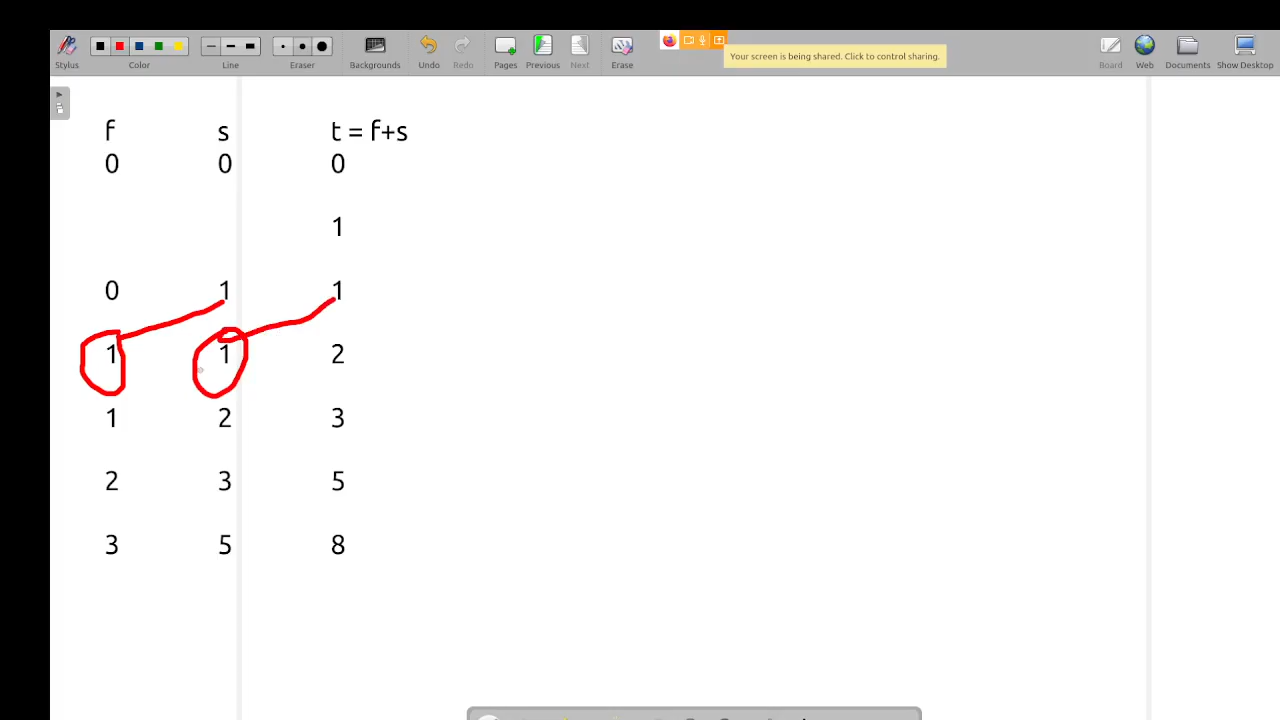 Your screen is being shared. Click to control sharing.
Stylus Color Line Eraser Backgrounds Undo Redo Pages Previous Next Erase Board Web Documents Show Desktop
f s t = f+s
0 0 0
1
0 1 1
1 1 2
1 2 3
2 3 5
3 5 8